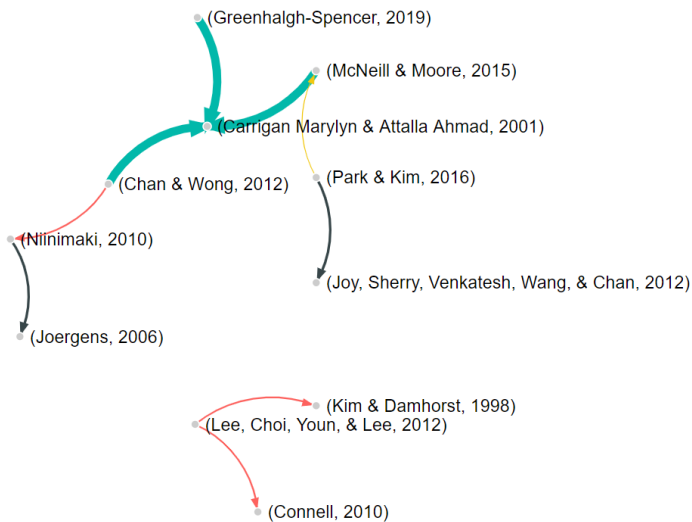 (Greenhalgh-Spencer, 2019)
(McNeill & Moore, 2015)
(Carrigan Marylyn & Attalla Ahmad, 2001)
(Park & Kim, 2016)
(Chan & Wong, 2012)
(Niinimaki, 2010)
(Joy, Sherry, Venkatesh, Wang, & Chan, 2012)
(Joergens, 2006)
(Kim & Damhorst, 1998)
(Lee, Choi, Youn, & Lee, 2012)
(Connell, 2010)